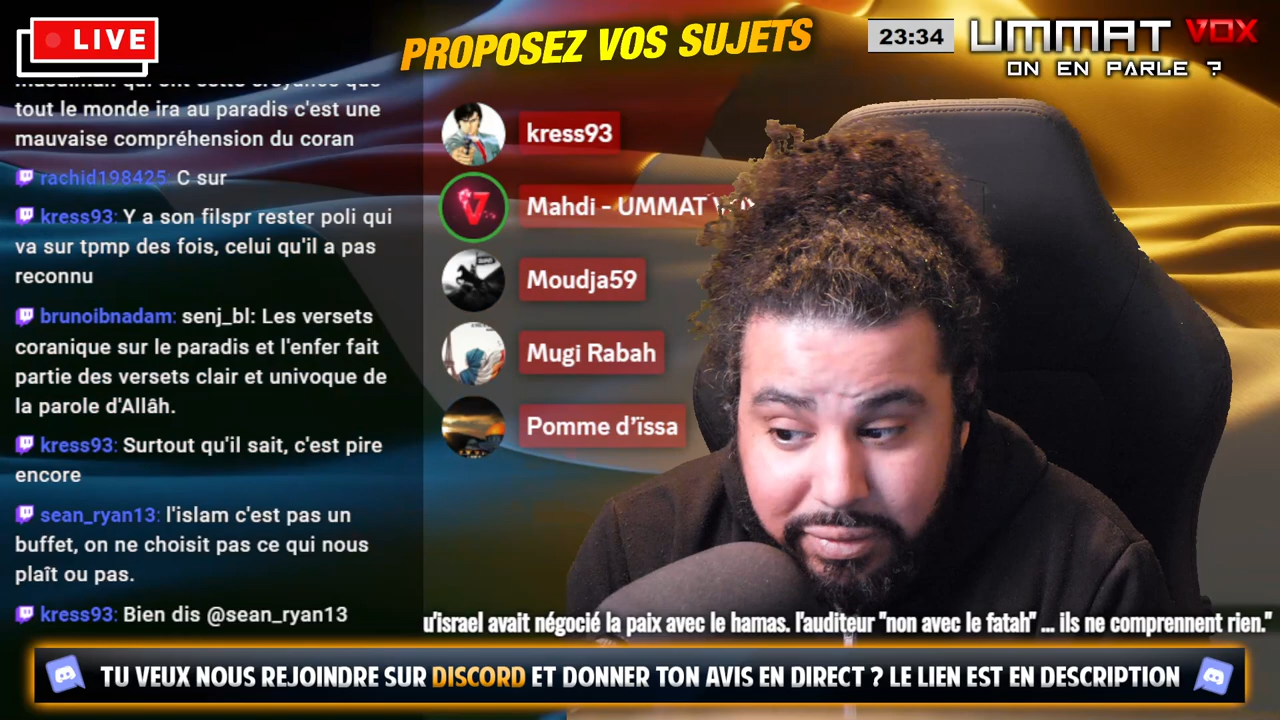 LIVE
PROPOSEZ VOS SUJETS
23:34
UMMAT VOX
ON EN PARLE ?
tout le monde ira au paradis c'est une
mauvaise compréhension du coran
rachid198425: C sur
kress93: Y a son filspr rester poli qui
va sur tpmp des fois, celui qu'il a pas
reconnu
brunoibnadam: senj_bl: Les versets
coranique sur le paradis et l'enfer fait
partie des versets clair et univoque de
la parole d'Allâh.
kress93: Surtout qu'il sait, c'est pire
encore
sean_ryan13: l'islam c'est pas un
buffet, on ne choisit pas ce qui nous
plaît ou pas.
kress93: Bien dis @sean_ryan13
kress93
Mahdi - UMMAT
Moudja59
Mugi Rabah
Pomme d'ïssa
u'israel avait négocié la paix avec le hamas. l'auditeur "non avec le fatah" ... ils ne comprennent rien."
TU VEUX NOUS REJOINDRE SUR DISCORD ET DONNER TON AVIS EN DIRECT ? LE LIEN EST EN DESCRIPTION